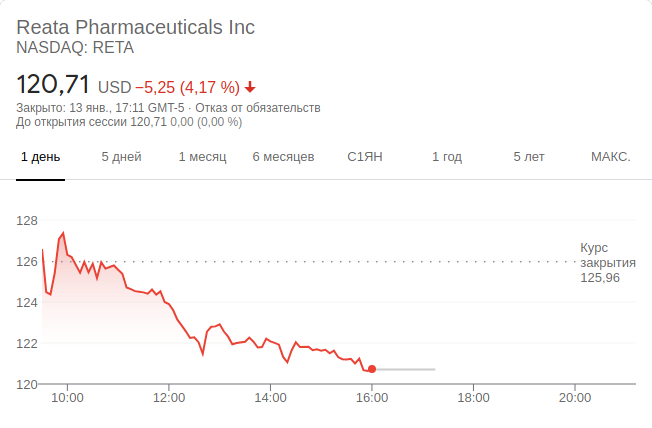 Reata Pharmaceuticals Inc
NASDAQ: RETA
120,71 USD −5,25 (4,17 %)
Закрыто: 13 янв., 17:11 GMT-5 · Отказ от обязательств
До открытия сессии 120,71 0,00 (0,00 %)
1 день 5 дней 1 месяц 6 месяцев С1ЯН 1 год 5 лет МАКС.
128
126
124
122
120
Курс
закрытия
125,96
10:00 12:00 14:00 16:00 18:00 20:00